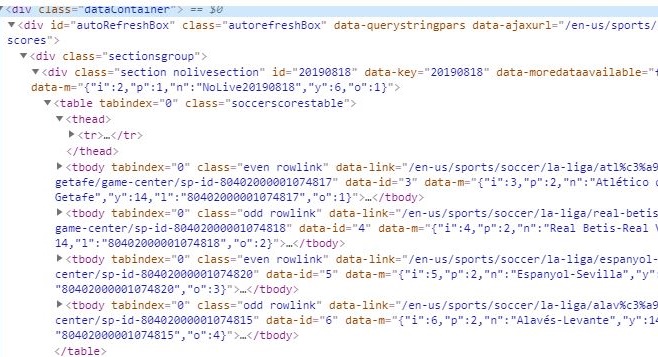 <div class="dataContainer"> == $0
▼<div id="autoRefreshBox" class="autorefreshBox" data-querystringpars data-ajaxurl="/en-us/sports/
scores">
▼<div class="sectionsgroup">
▼<div class="section nolivesection" id="20190818" data-key="20190818" data-moredataavailable="
data-m="{"i":2,"p":1,"n":"NoLive20190818","y":6,"o":1}">
▼<table tabindex="0" class="soccerscorestable">
▼<thead>
▶<tr>…</tr>
</thead>
▶<tbody tabindex="0" class="even rowlink" data-link="/en-us/sports/soccer/la-liga/atl%c3%a9
getafe/game-center/sp-id-80402000001074817" data-id="3" data-m="{"i":3,"p":2,"n":"Atlético d
Getafe","y":14,"l":"80402000001074817","o":1}">…</tbody>
▶<tbody tabindex="0" class="odd rowlink" data-link="/en-us/sports/soccer/la-liga/real-betis
game-center/sp-id-80402000001074818" data-id="4" data-m="{"i":4,"p":2,"n":"Real Betis-Real V
14,"l":"80402000001074818","o":2}">…</tbody>
▶<tbody tabindex="0" class="even rowlink" data-link="/en-us/sports/soccer/la-liga/espanyol-
center/sp-id-80402000001074820" data-id="5" data-m="{"i":5,"p":2,"n":"Espanyol-Sevilla","y"
"80402000001074820","o":3}">…</tbody>
▶<tbody tabindex="0" class="odd rowlink" data-link="/en-us/sports/soccer/la-liga/alav%c3%a9
center/sp-id-80402000001074815" data-id="6" data-m="{"i":6,"p":2,"n":"Alavés-Levante","y":14
"80402000001074815","o":4}">…</tbody>
</table>